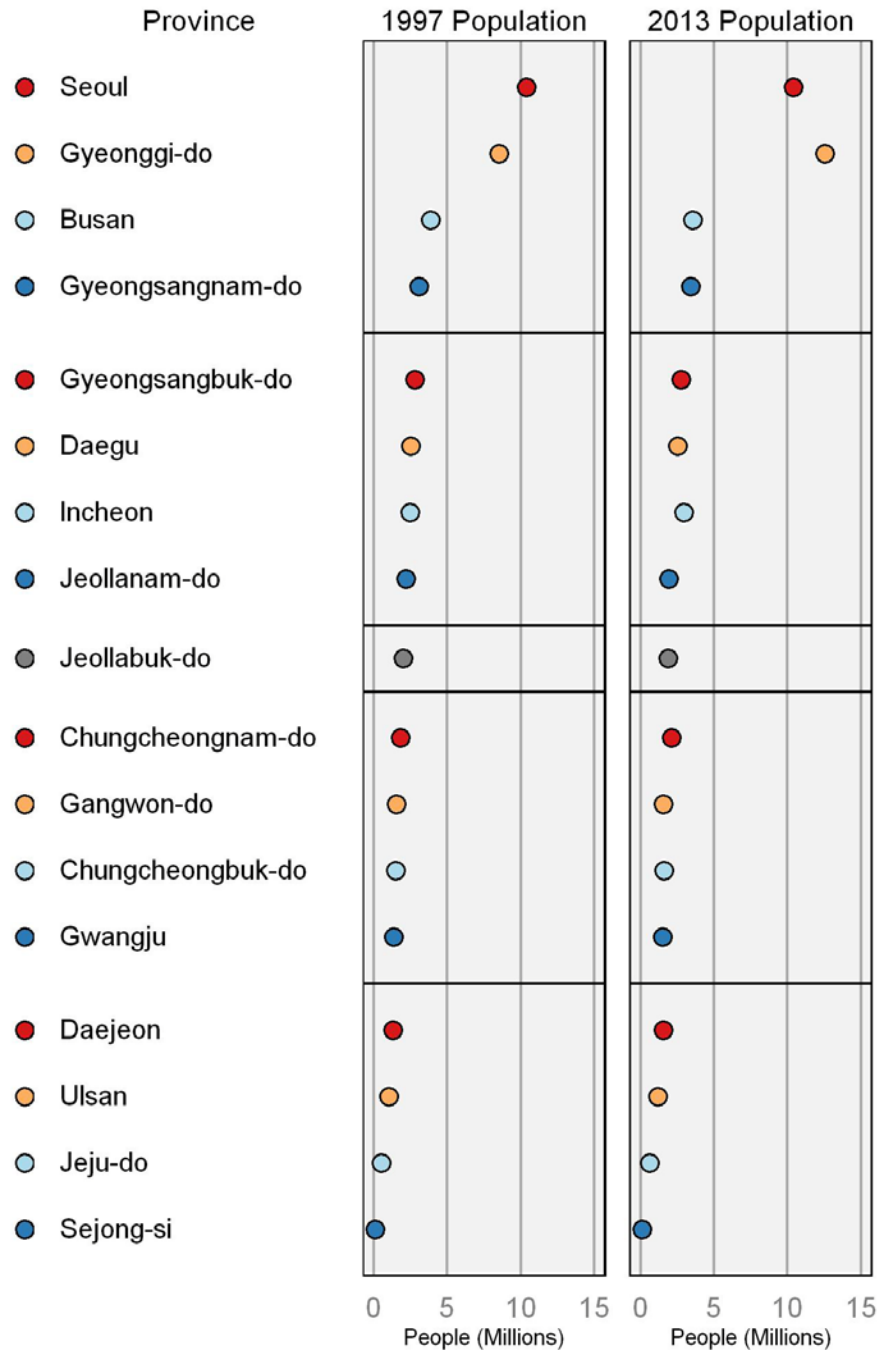 Province 1997 Population 2013 Population
Seoul
Gyeonggi-do
Busan
Gyeongsangnam-do
Gyeongsangbuk-do
Daegu
Incheon
Jeollanam-do
Jeollabuk-do
Chungcheongnam-do
Gangwon-do
Chungcheongbuk-do
Gwangju
Daejeon
Ulsan
Jeju-do
Sejong-si
0 5 10 15 0 5 10 15
People (Millions) People (Millions)